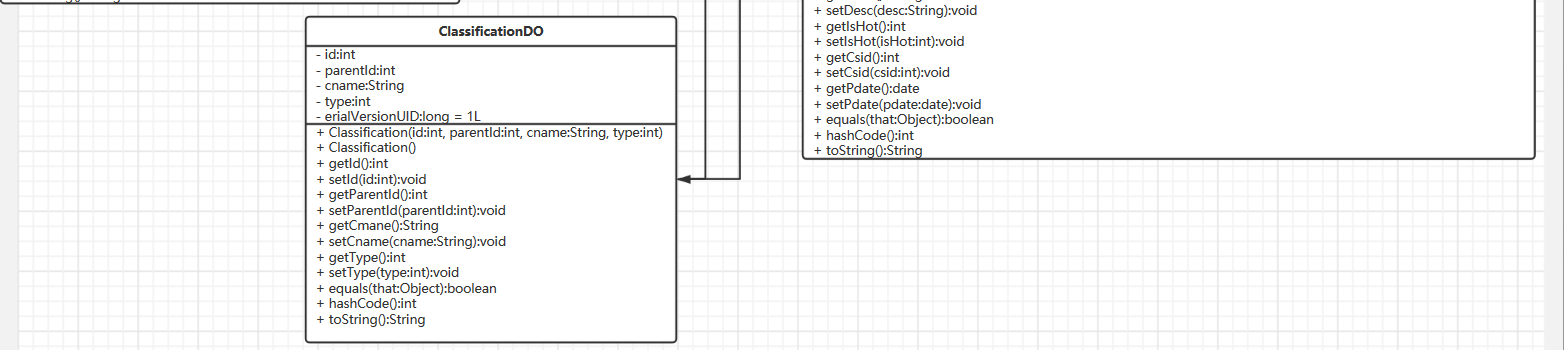 ClassificationDO
- id:int
- parentId:int
- cname:String
- type:int
- erialVersionUID:long = 1L
+ Classification(id:int, parentId:int, cname:String, type:int)
+ Classification()
+ getId():int
+ setId(id:int):void
+ getParentId():int
+ setParentId(parentId:int):void
+ getCmane():String
+ setCname(cname:String):void
+ getType():int
+ setType(type:int):void
+ equals(that:Object):boolean
+ hashCode():int
+ toString():String
+ setDesc(desc:String):void
+ getIsHot():int
+ setIsHot(isHot:int):void
+ getCsid():int
+ setCsid(csid:int):void
+ getPdate():date
+ setPdate(pdate:date):void
+ equals(that:Object):boolean
+ hashCode():int
+ toString():String